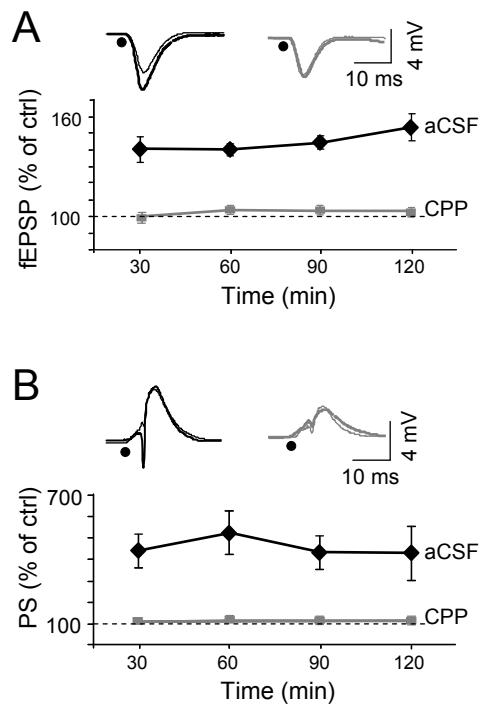 A
4 mV
10 ms
fEPSP (% of ctrl)
160
100
aCSF
CPP
30 60 90 120
Time (min)
B
4 mV
10 ms
PS (% of ctrl)
700
100
aCSF
CPP
30 60 90 120
Time (min)